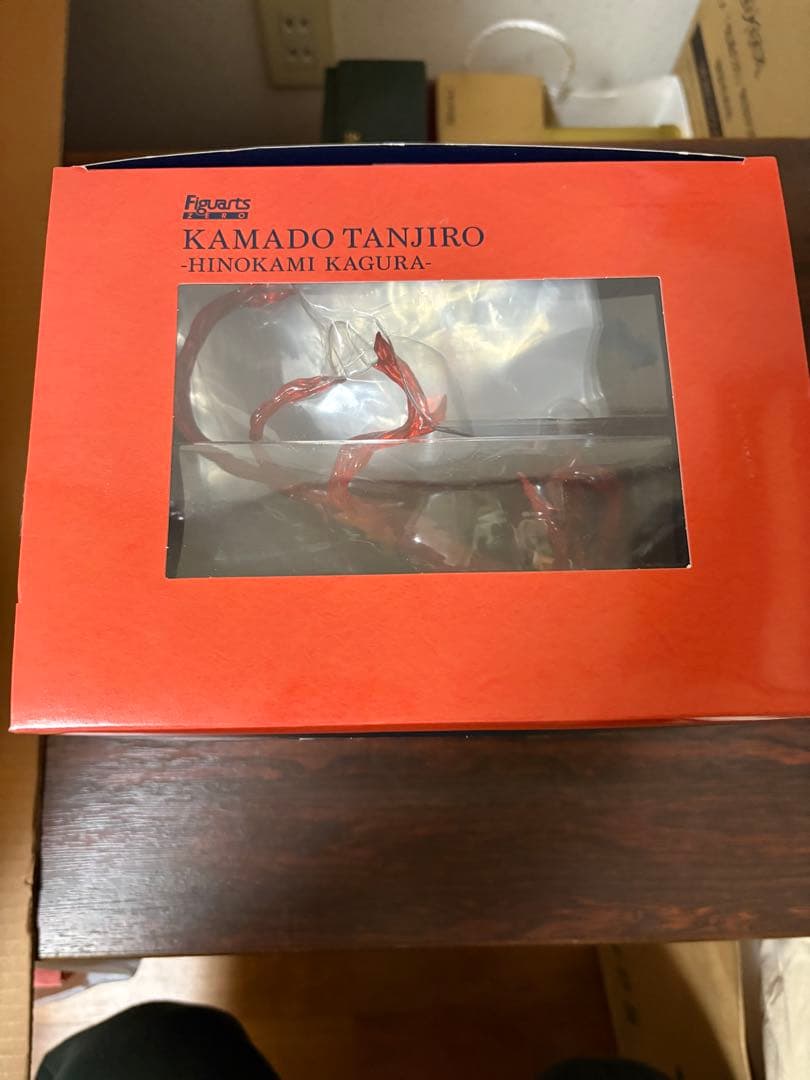 Figuarts
ZERO
KAMADO TANJIRO
-HINOKAMI KAGURA-